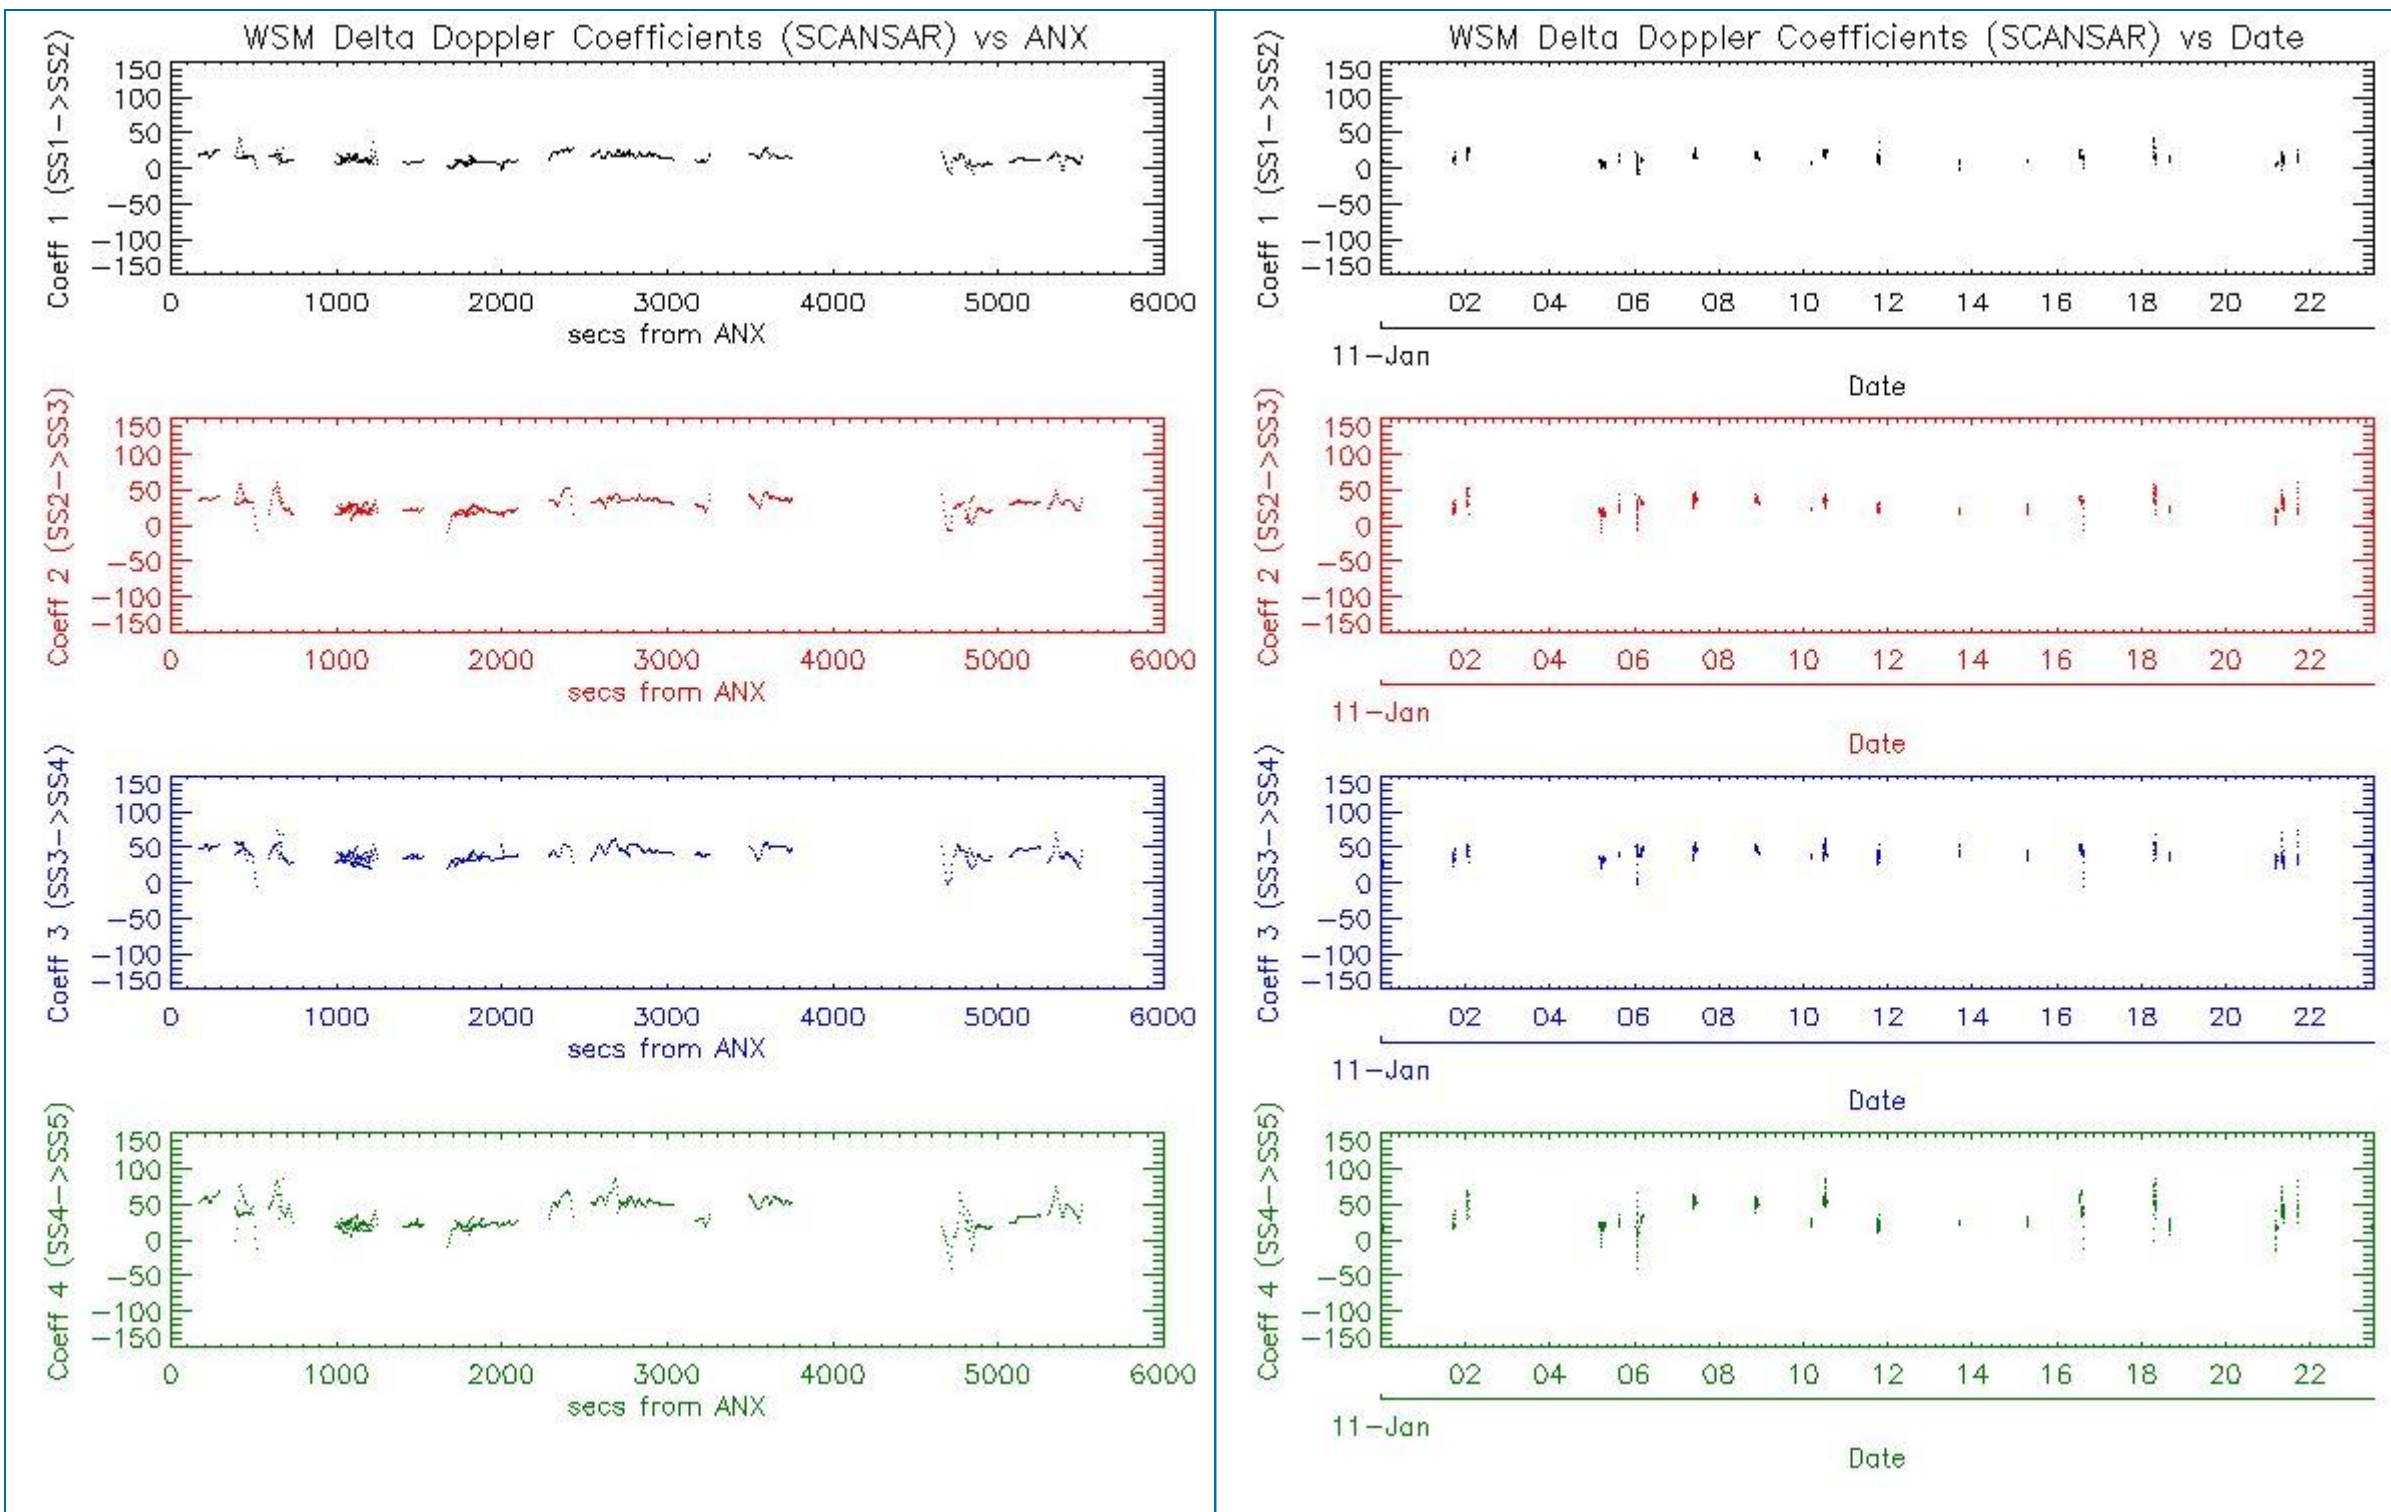 WSM Delta Doppler Coefficients (SCANSAR) vs ANX
Coeff 1 (SS1->SS2)
150
100
50
0
-50
-100
-150
0 1000 2000 3000 4000 5000 6000
secs from ANX
Coeff 2 (SS2->SS3)
150
100
50
0
-50
-100
-150
0 1000 2000 3000 4000 5000 6000
secs from ANX
Coeff 3 (SS3->SS4)
150
100
50
0
-50
-100
-150
0 1000 2000 3000 4000 5000 6000
secs from ANX
Coeff 4 (SS4->SS5)
150
100
50
0
-50
-100
-150
0 1000 2000 3000 4000 5000 6000
secs from ANX
WSM Delta Doppler Coefficients (SCANSAR) vs Date
Coeff 1 (SS1->SS2)
150
100
50
0
-50
-100
-150
02 04 06 08 10 12 14 16 18 20 22
11-Jan
Date
Coeff 2 (SS2->SS3)
150
100
50
0
-50
-100
-150
02 04 06 08 10 12 14 16 18 20 22
11-Jan
Date
Coeff 3 (SS3->SS4)
150
100
50
0
-50
-100
-150
02 04 06 08 10 12 14 16 18 20 22
11-Jan
Date
Coeff 4 (SS4->SS5)
150
100
50
0
-50
-100
-150
02 04 06 08 10 12 14 16 18 20 22
11-Jan
Date